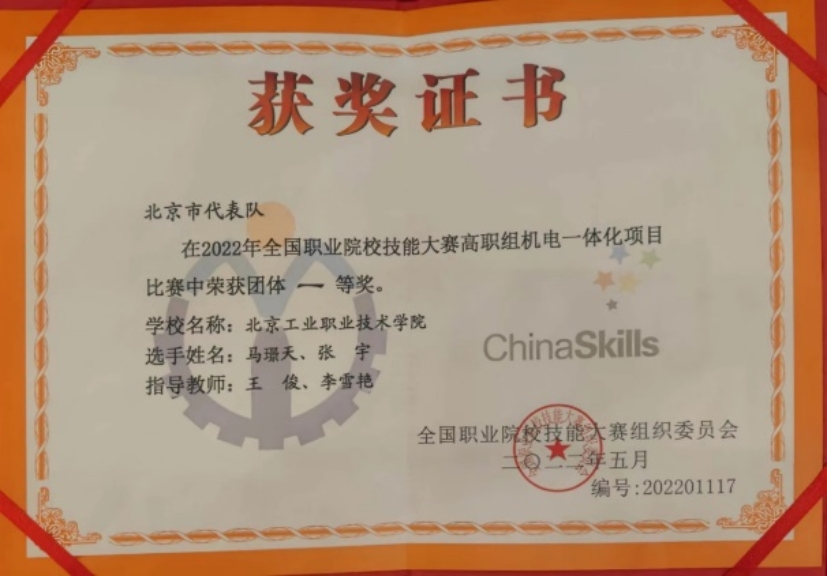 获奖证书
北京市代表队
在2022年全国职业院校技能大赛高职组机电一体化项目
比赛中荣获团体 一 等奖。
学校名称：北京工业职业技术学院
选手姓名：马璟天、张 宇
指导教师：王 俊、李雪艳
ChinaSkills
全国职业院校技能大赛组织委员会
二〇二二年五月
编号:202201117